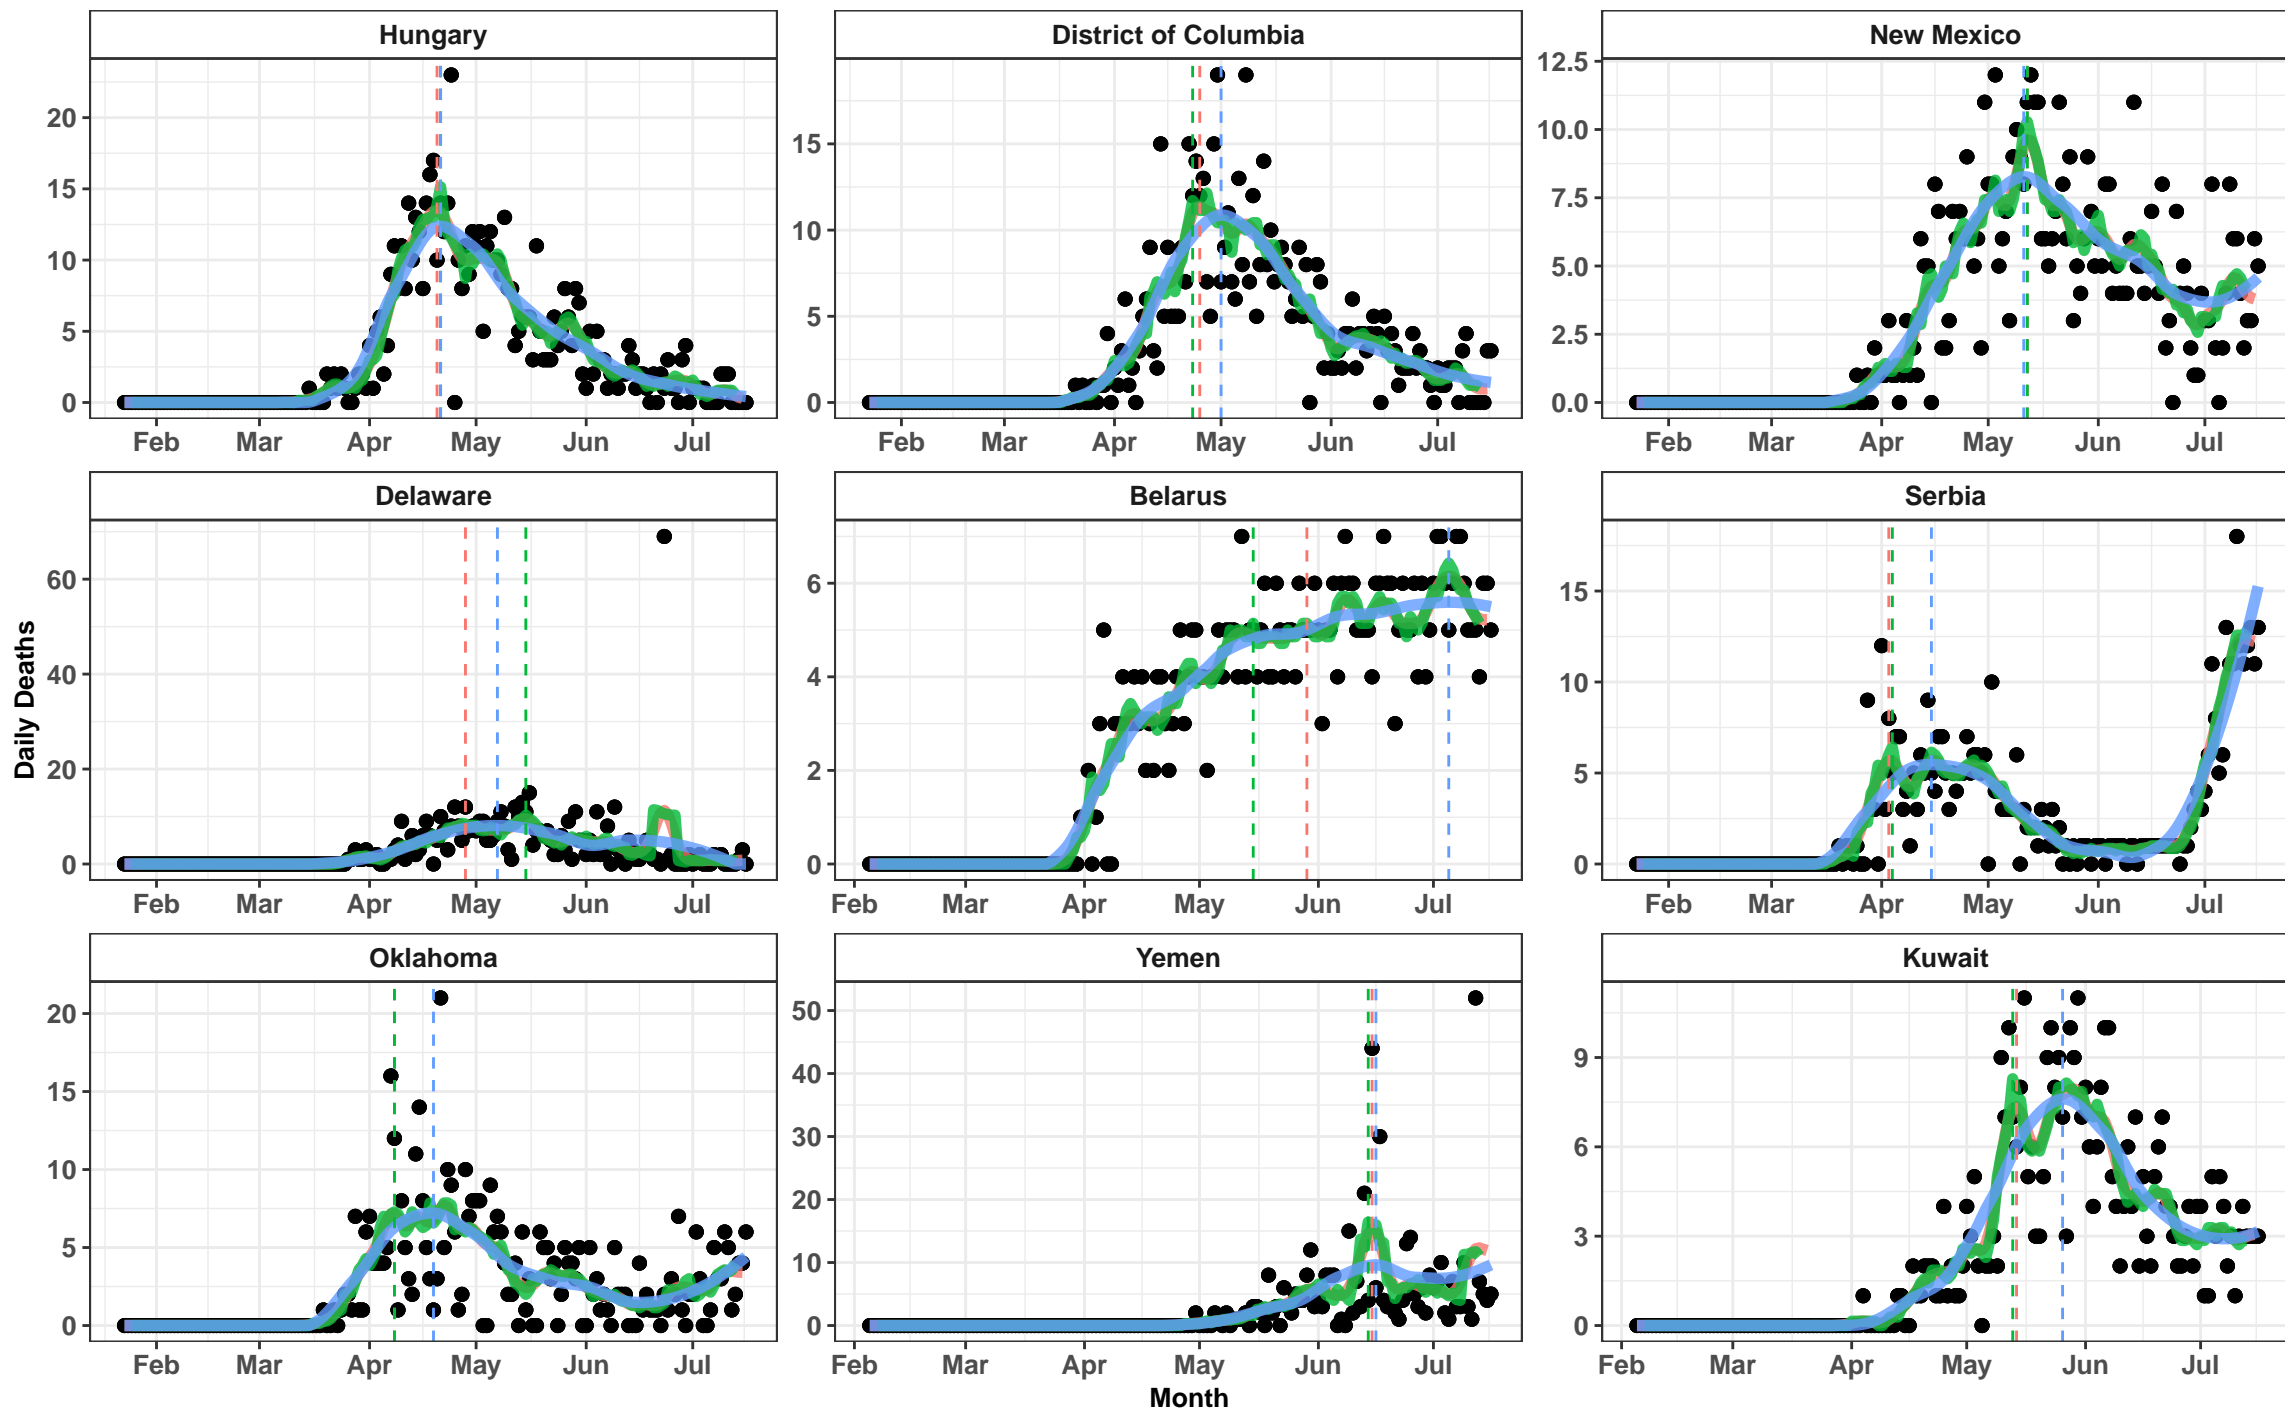 Hungary
District of Columbia
New Mexico
20
15
10
5
0
Feb Mar Apr May Jun Jul
15
10
5
0
Feb Mar Apr May Jun Jul
12.5
10.0
7.5
5.0
2.5
0.0
Feb Mar Apr May Jun Jul
Daily Deaths
Delaware
Belarus
Serbia
60
40
20
0
Feb Mar Apr May Jun Jul
6
4
2
0
Feb Mar Apr May Jun Jul
15
10
5
0
Feb Mar Apr May Jun Jul
Oklahoma
Yemen
Kuwait
20
15
10
5
0
Feb Mar Apr May Jun Jul
50
40
30
20
10
0
Feb Mar Apr May Jun Jul
9
6
3
0
Feb Mar Apr May Jun Jul
Month